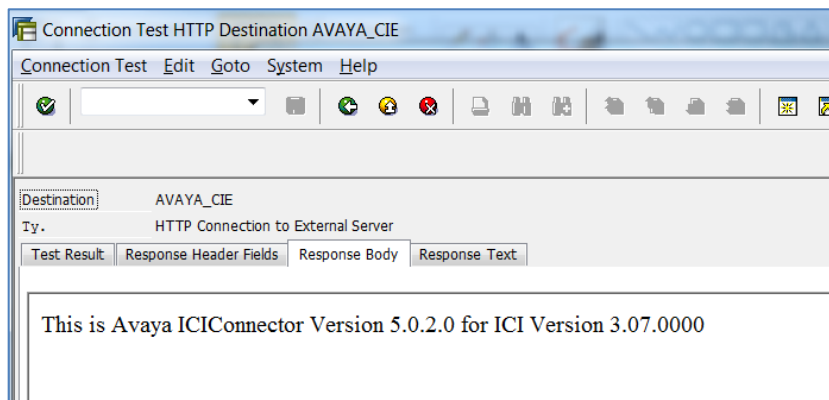 Connection Test HTTP Destination AVAYA_CIE
Connection Test Edit Goto System Help
Destination AVAYA_CIE
Ty. HTTP Connection to External Server
Test Result Response Header Fields Response Body Response Text
This is Avaya ICIConnector Version 5.0.2.0 for ICI Version 3.07.0000